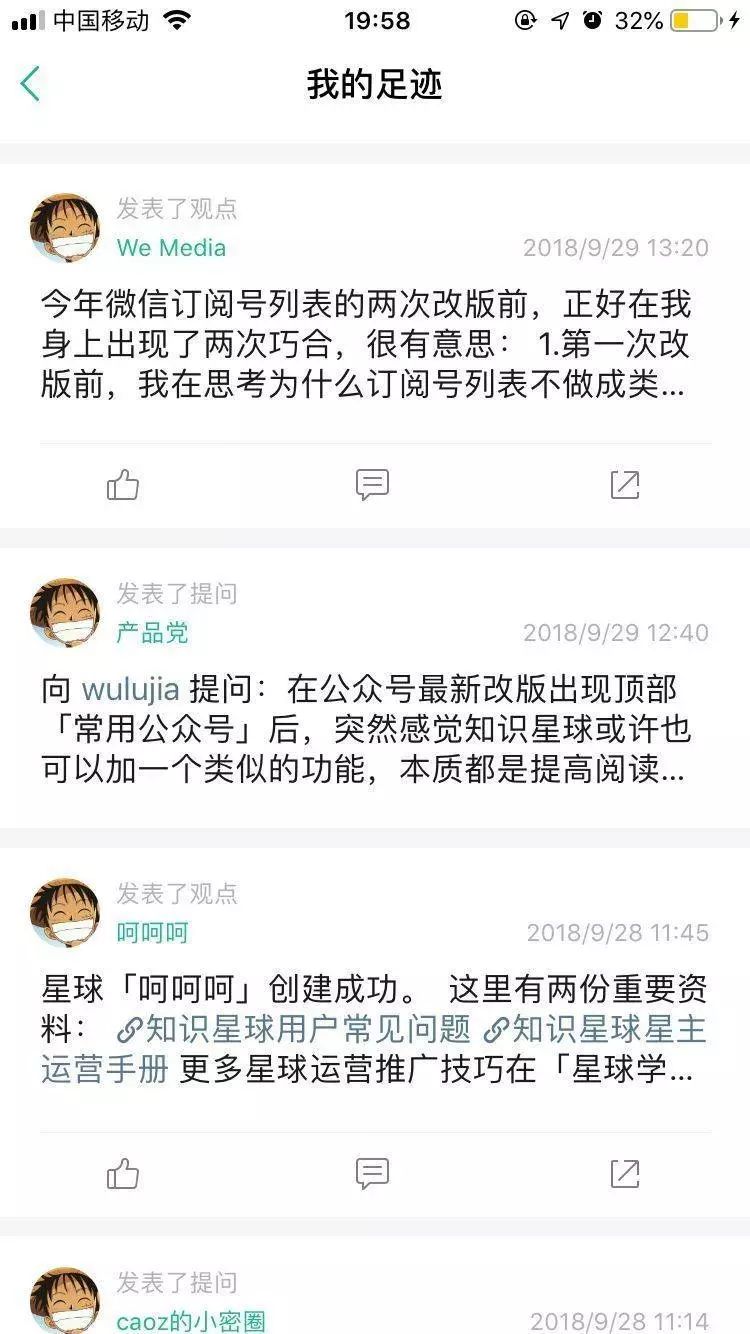 中国移动 19:58 32%
我的足迹
发表了观点
We Media 2018/9/29 13:20
今年微信订阅号列表的两次改版前，正好在我
身上出现了两次巧合，很有意思： 1.第一次改
版前，我在思考为什么订阅号列表不做成类...
发表了提问
产品党 2018/9/29 12:40
向 wulujia 提问：在公众号最新改版出现顶部
「常用公众号」后，突然感觉知识星球或许也
可以加一个类似的功能，本质都是提高阅读...
发表了观点
呵呵呵 2018/9/28 11:45
星球「呵呵呵」创建成功。 这里有两份重要资
料： 知识星球用户常见问题 知识星球星主
运营手册 更多星球运营推广技巧在「星球学...
发表了提问
caoz的小密圈 2018/9/28 11:14